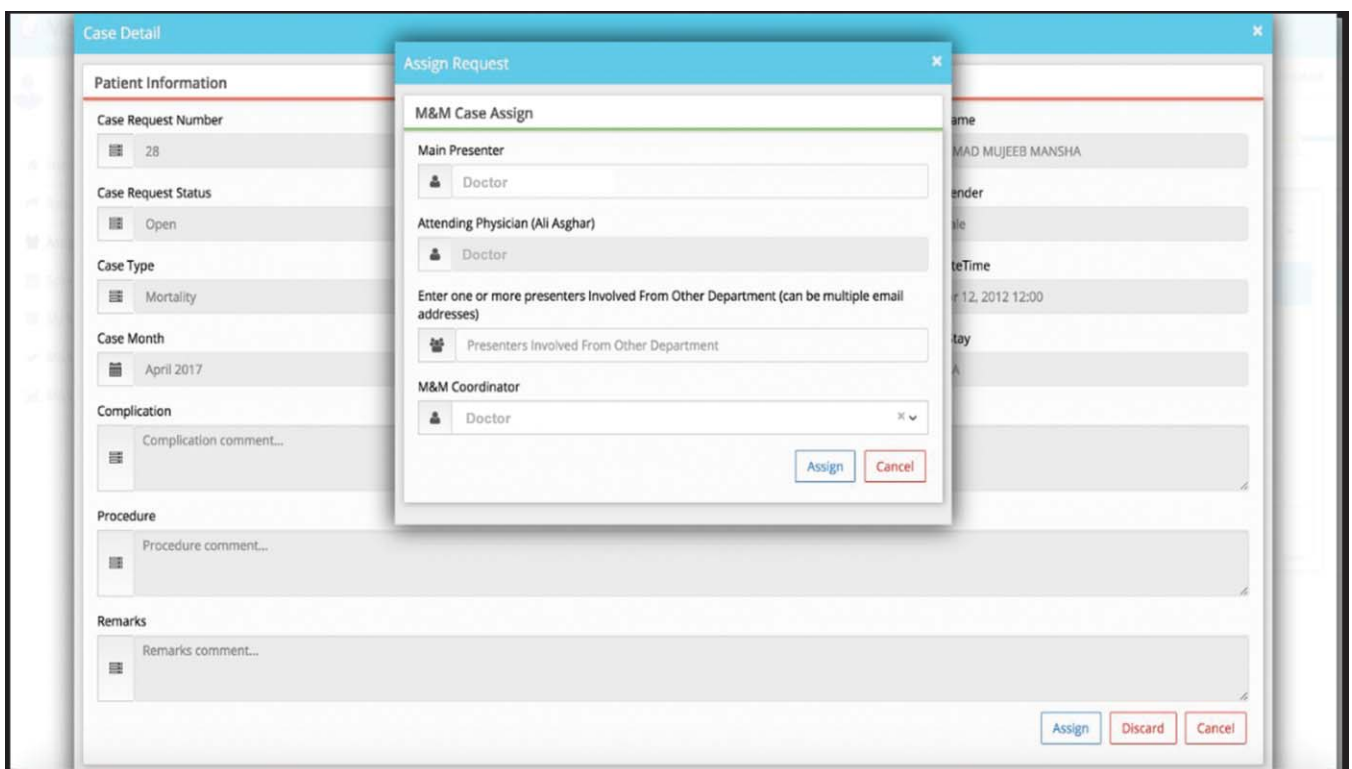 Case Detail
×
Patient Information
Case Request Number
28
Case Request Status
Open
Case Type
Mortality
Case Month
April 2017
Complication
Complication comment...
Procedure
Procedure comment...
Remarks
Remarks comment...
Assign
Discard
Cancel
Assign Request
×
M&M Case Assign
Main Presenter
Doctor
Attending Physician (Ali Asghar)
Doctor
Enter one or more presenters Involved From Other Department (can be multiple email
addresses)
Presenters Involved From Other Department
M&M Coordinator
Doctor
×
Assign
Cancel
ame
MAD MUJEEB MANSHA
ender
ale
teTime
r 12, 2012 12:00
tay
A